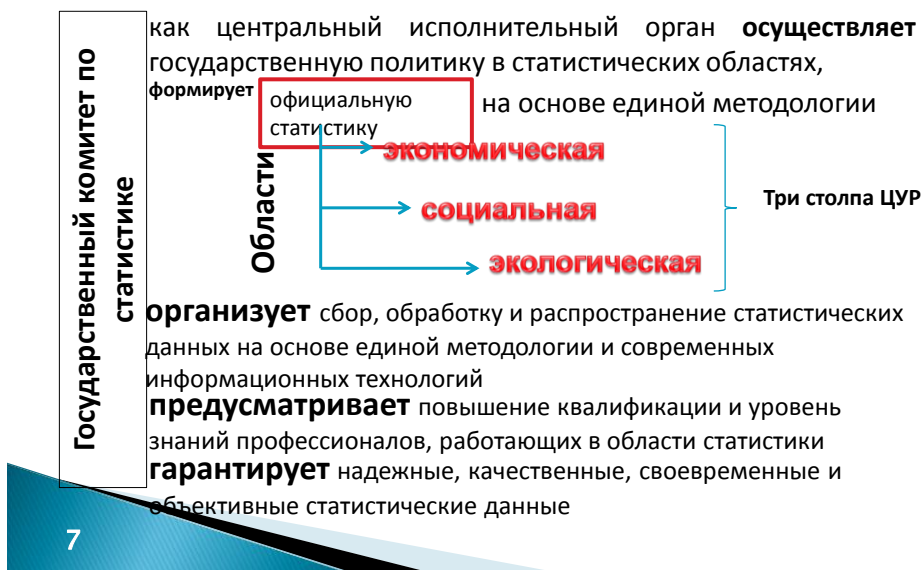 Государственный комитет по
статистике
как центральный исполнительный орган осуществляет
государственную политику в статистических областях,
формирует
официальную
статистику
на основе единой методологии
Области
экономическая
социальная
экологическая
Три столпа ЦУР
организует сбор, обработку и распространение статистических
данных на основе единой методологии и современных
информационных технологий
предусматривает повышение квалификации и уровень
знаний профессионалов, работающих в области статистики
гарантирует надежные, качественные, своевременные и
объективные статистические данные
7